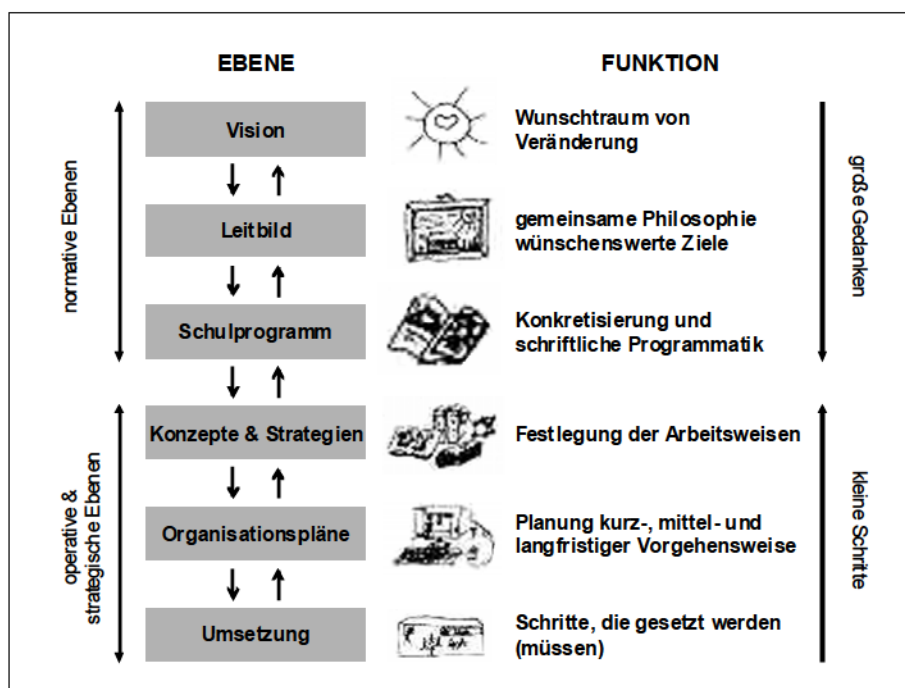 EBENE
FUNKTION
normative Ebenen
Vision
Wunschtraum von
Veränderung
große Gedanken
Leitbild
gemeinsame Philosophie
wünschenswerte Ziele
Schulprogramm
Konkretisierung und
schriftliche Programmatik
operative &
strategische Ebenen
Konzepte & Strategien
Festlegung der Arbeitsweisen
kleine Schritte
Organisationspläne
Planung kurz-, mittel- und
langfristiger Vorgehensweise
Umsetzung
Schritte, die gesetzt werden
(müssen)